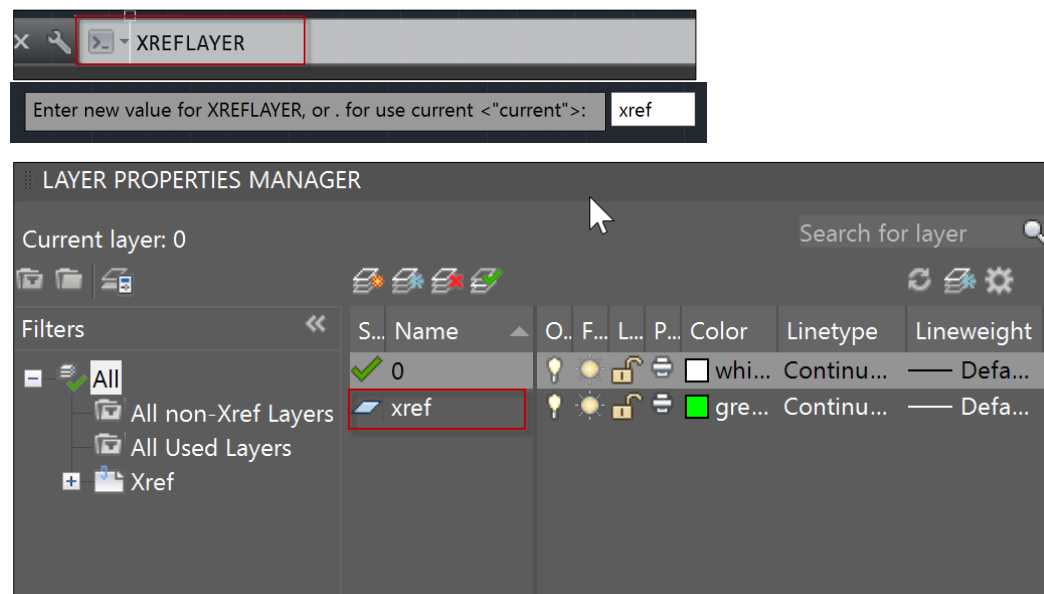 XREFLAYER
Enter new value for XREFLAYER, or . for use current <"current">: xref
LAYER PROPERTIES MANAGER
Current layer: 0
Search for layer
Filters
S.. Name O.. F... L... P... Color Linetype Lineweight
All
0 whi... Continu... Defa...
All non-Xref Layers
xref gre... Continu... Defa...
All Used Layers
Xref